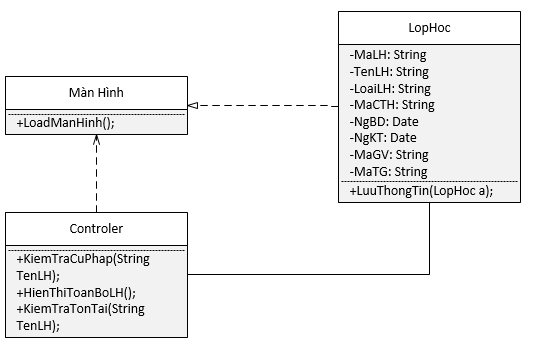 LopHoc
-MaLH: String
-TenLH: String
-LoaiLH: String
-MaCTH: String
-NgBD: Date
-NgKT: Date
-MaGV: String
-MaTG: String
+LuuThongTin(LopHoc a);
Màn Hình
+LoadManHinh();
Controler
+KiemTraCuPhap(String
TenLH);
+HienThiToanBoLH();
+KiemTraTonTai(String
TenLH);